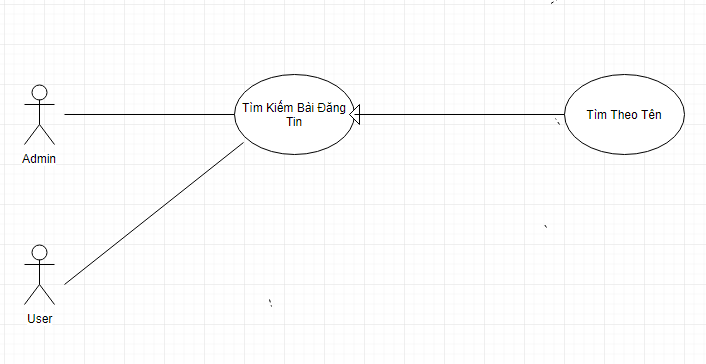 Tìm Kiếm Bài Đăng
Tin
Tìm Theo Tên
Admin
User